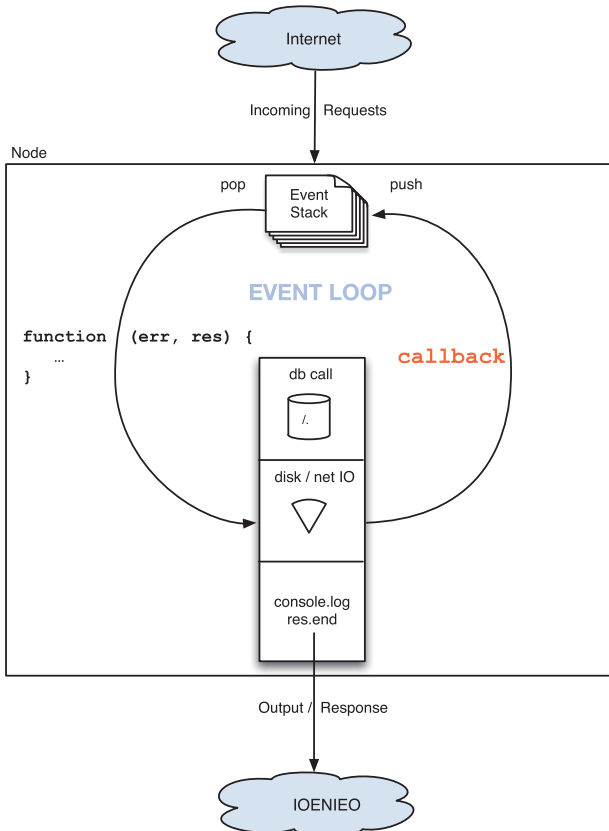 Internet
Incoming Requests
Node
pop
Event
Stack
push
EVENT LOOP
function (err, res) {
...
}
callback
db call
/.
disk / net IO
console.log
res.end
Output / Response
IOENIEO